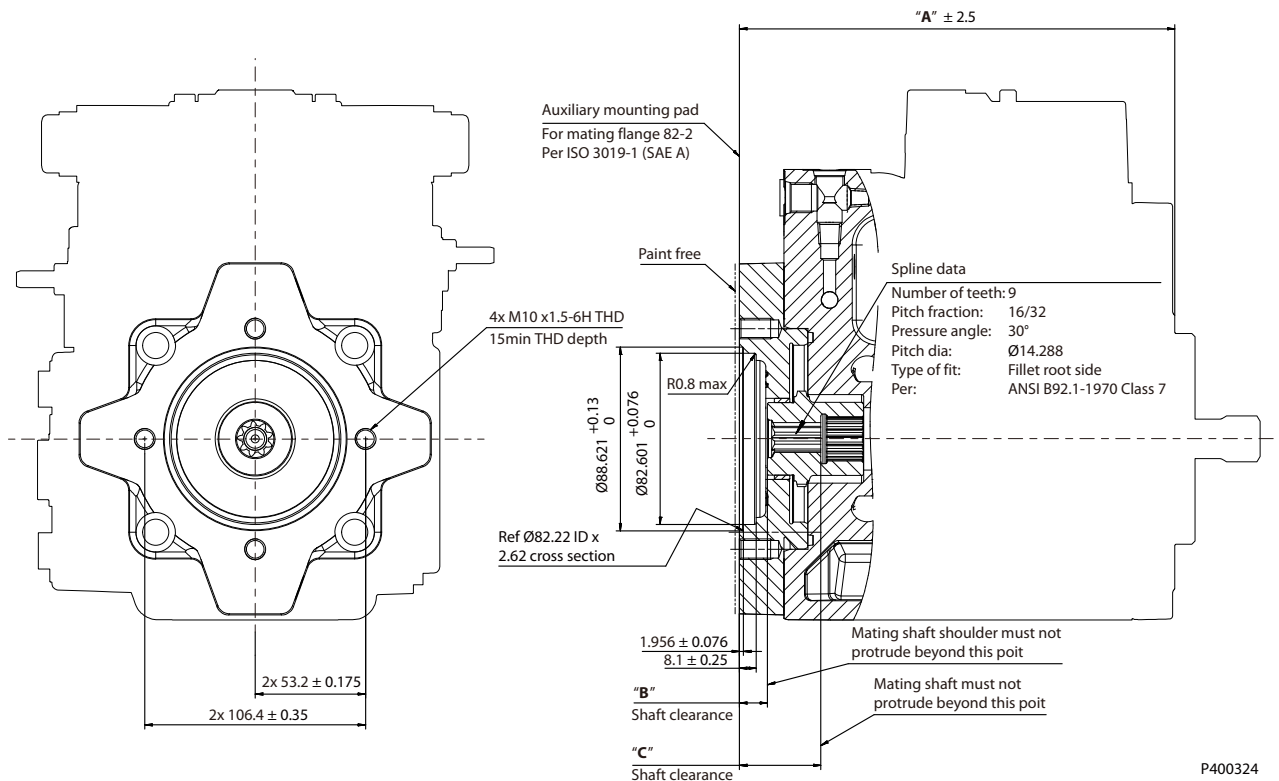 "A" ± 2.5
Auxiliary mounting pad
For mating flange 82-2
Per ISO 3019-1 (SAE A)
Paint free
Spline data
Number of teeth: 9
Pitch fraction: 16/32
Pressure angle: 30°
Pitch dia: Ø14.288
Type of fit: Fillet root side
Per: ANSI B92.1-1970 Class 7
4x M10 x1.5-6H THD
15min THD depth
R0.8 max
Ø88.621 +0.13 0
Ø82.601 +0.076 0
Ref Ø82.22 ID x
2.62 cross section
1.956 ± 0.076
8.1 ± 0.25
Mating shaft shoulder must not
protrude beyond this poit
2x 53.2 ± 0.175
"B"
Shaft clearance
Mating shaft must not
protrude beyond this poit
2x 106.4 ± 0.35
"C"
Shaft clearance
P400324